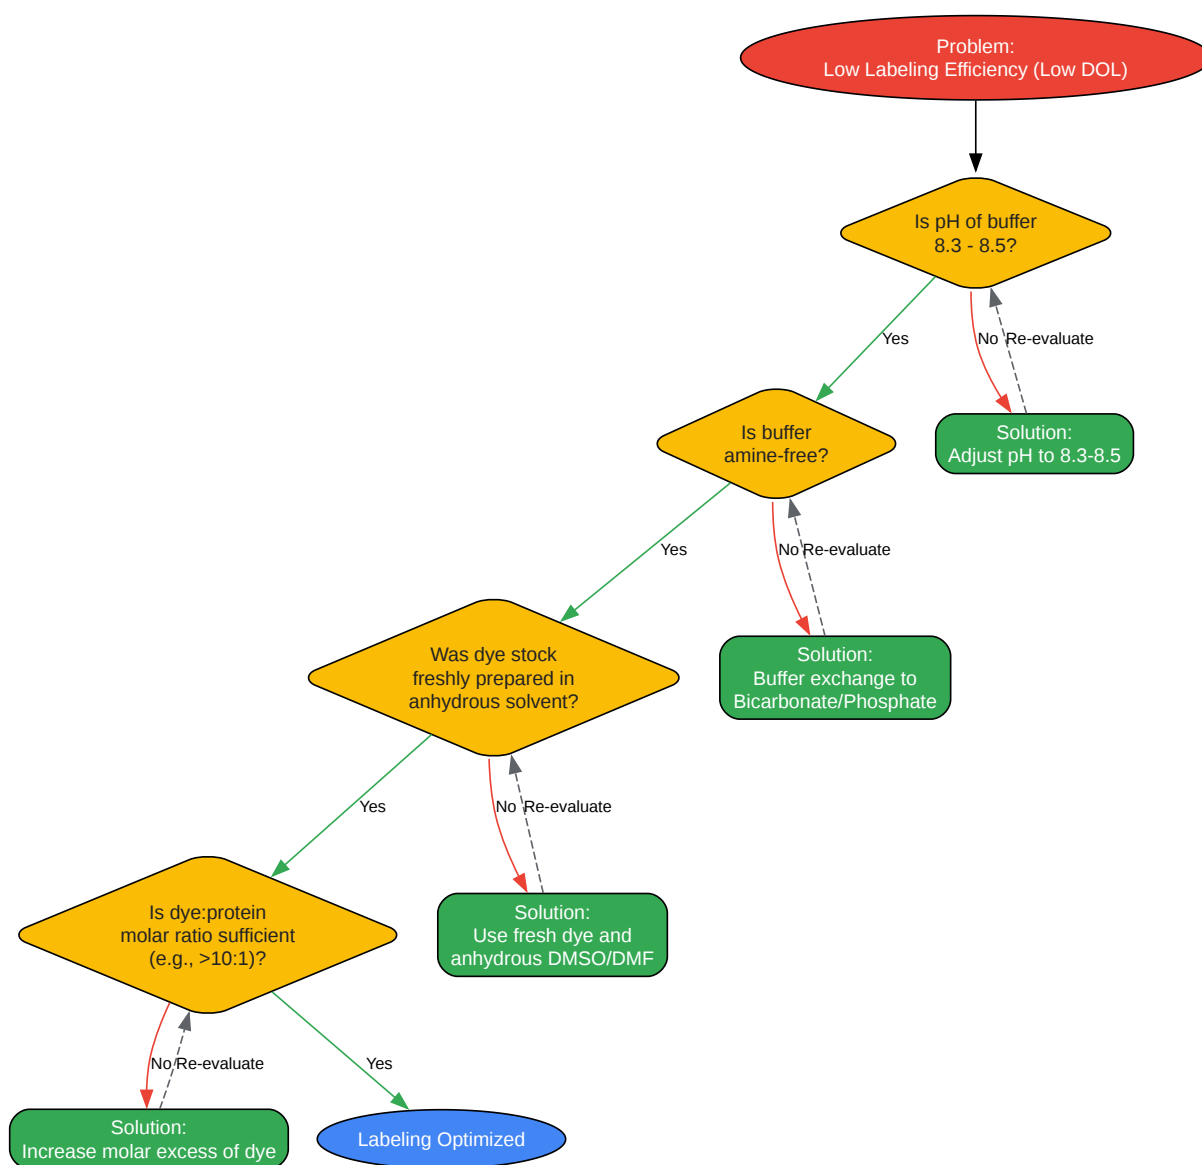 Problem:
Low Labeling Efficiency (Low DOL)
Is pH of buffer
8.3 - 8.5?
Yes
No
Re-evaluate
Is buffer
amine-free?
Solution:
Adjust pH to 8.3-8.5
Yes
No
Re-evaluate
Was dye stock
freshly prepared in
anhydrous solvent?
Solution:
Buffer exchange to
Bicarbonate/Phosphate
Yes
No
Re-evaluate
Is dye:protein
molar ratio sufficient
(e.g., >10:1)?
Solution:
Use fresh dye and
anhydrous DMSO/DMF
No
Re-evaluate
Yes
Solution:
Increase molar excess of dye
Labeling Optimized